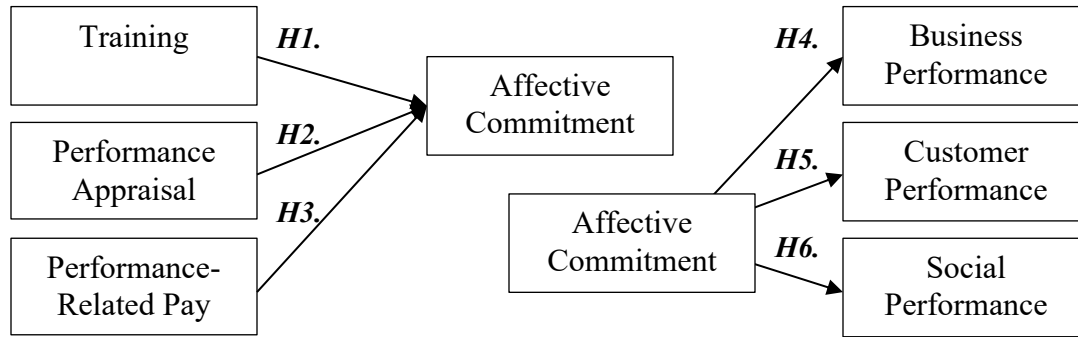 Training
H1.
Affective
Commitment
Performance
Appraisal
H2.
Performance-
Related Pay
H3.
H4.
Business
Performance
Affective
Commitment
H5.
Customer
Performance
H6.
Social
Performance